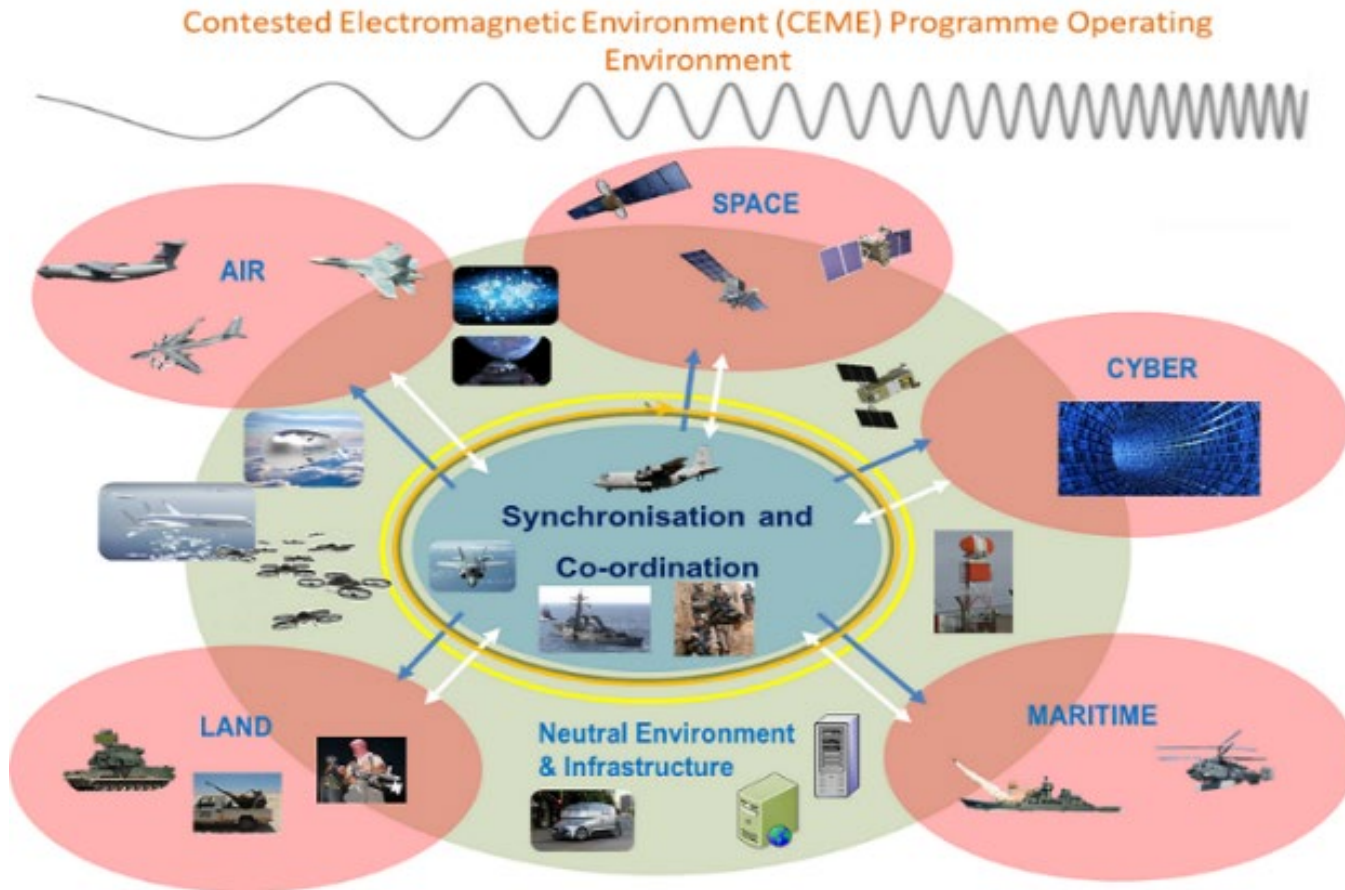 Contested Electromagnetic Environment (CEME) Programme Operating
Environment
SPACE
AIR
CYBER
Synchronisation and
Co-ordination
LAND
Neutral Environment
& Infrastructure
MARITIME